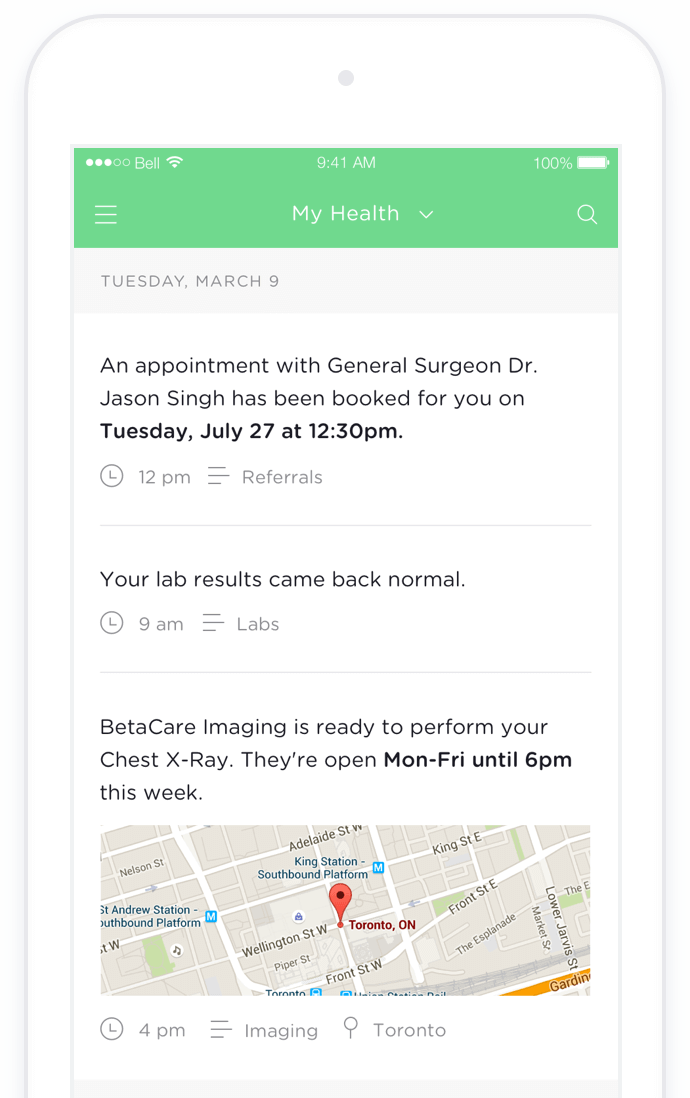 Bell 9:41 AM 100%
My Health
TUESDAY, MARCH 9
An appointment with General Surgeon Dr.
Jason Singh has been booked for you on
Tuesday, July 27 at 12:30pm.
12 pm Referrals
Your lab results came back normal.
9 am Labs
BetaCare Imaging is ready to perform your
Chest X-Ray. They're open Mon-Fri until 6pm
this week.
Adelaide St W
King St E
Nelson St
King Station -
Southbound Platform
M
Front St E
The E
St Andrew Station -
outhbound Platform
M
Toronto, ON
Lower Jarvis St
Market St
The Esplanade
St W
Wellington St W
Piper St
Front St W
Gardin
Toronto
Union Station Rail
4 pm Imaging Toronto